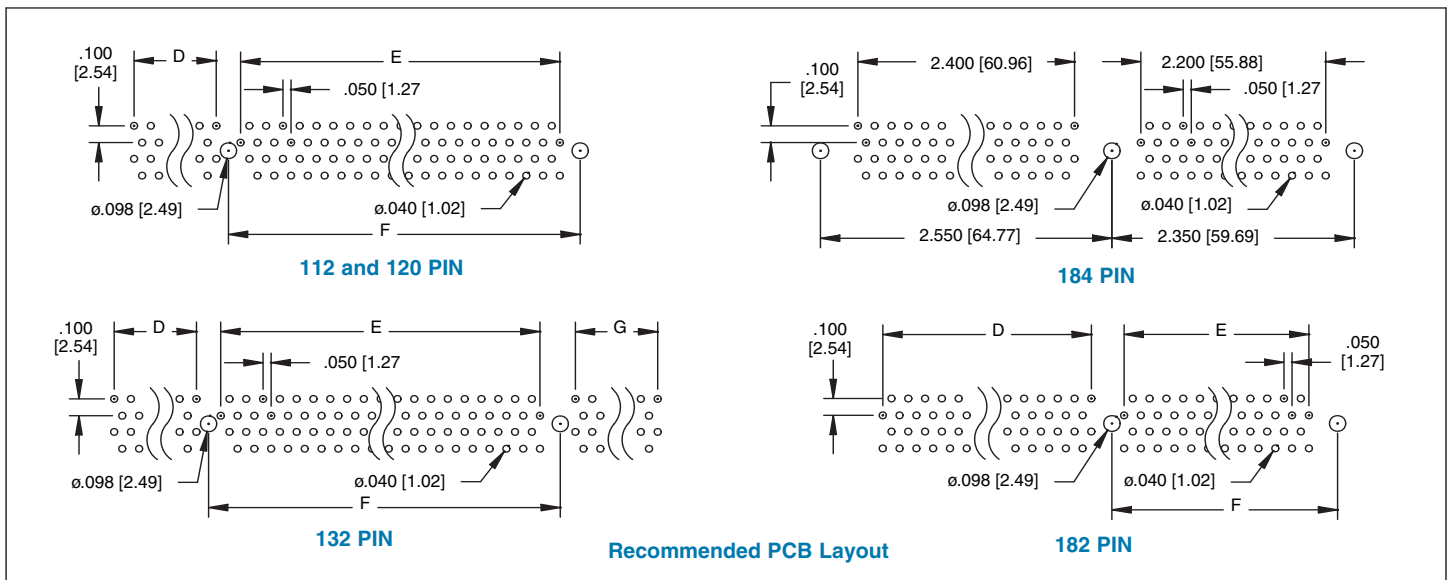 .100
[2.54]
D
E
.050 [1.27
ø.098 [2.49]
ø.040 [1.02]
F
112 and 120 PIN
.100
[2.54]
2.400 [60.96]
2.200 [55.88]
.050 [1.27
ø.098 [2.49]
ø.040 [1.02]
2.550 [64.77]
2.350 [59.69]
184 PIN
.100
[2.54]
D
E
G
.050 [1.27
ø.098 [2.49]
ø.040 [1.02]
F
132 PIN
.100
[2.54]
D
E
.050
[1.27]
ø.098 [2.49]
ø.040 [1.02]
F
182 PIN
Recommended PCB Layout